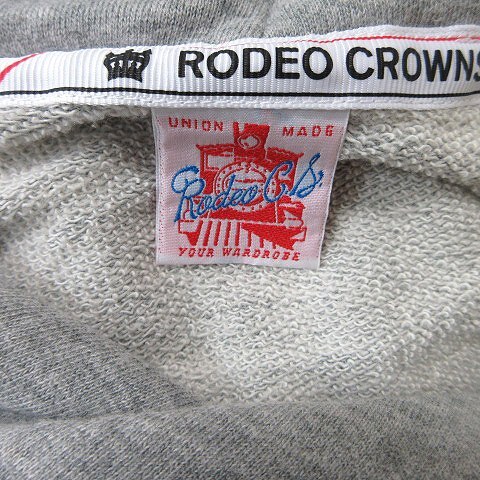 RODEO CROWNS
UNION MADE
Rodeo C.S.
YOUR WARDROBE